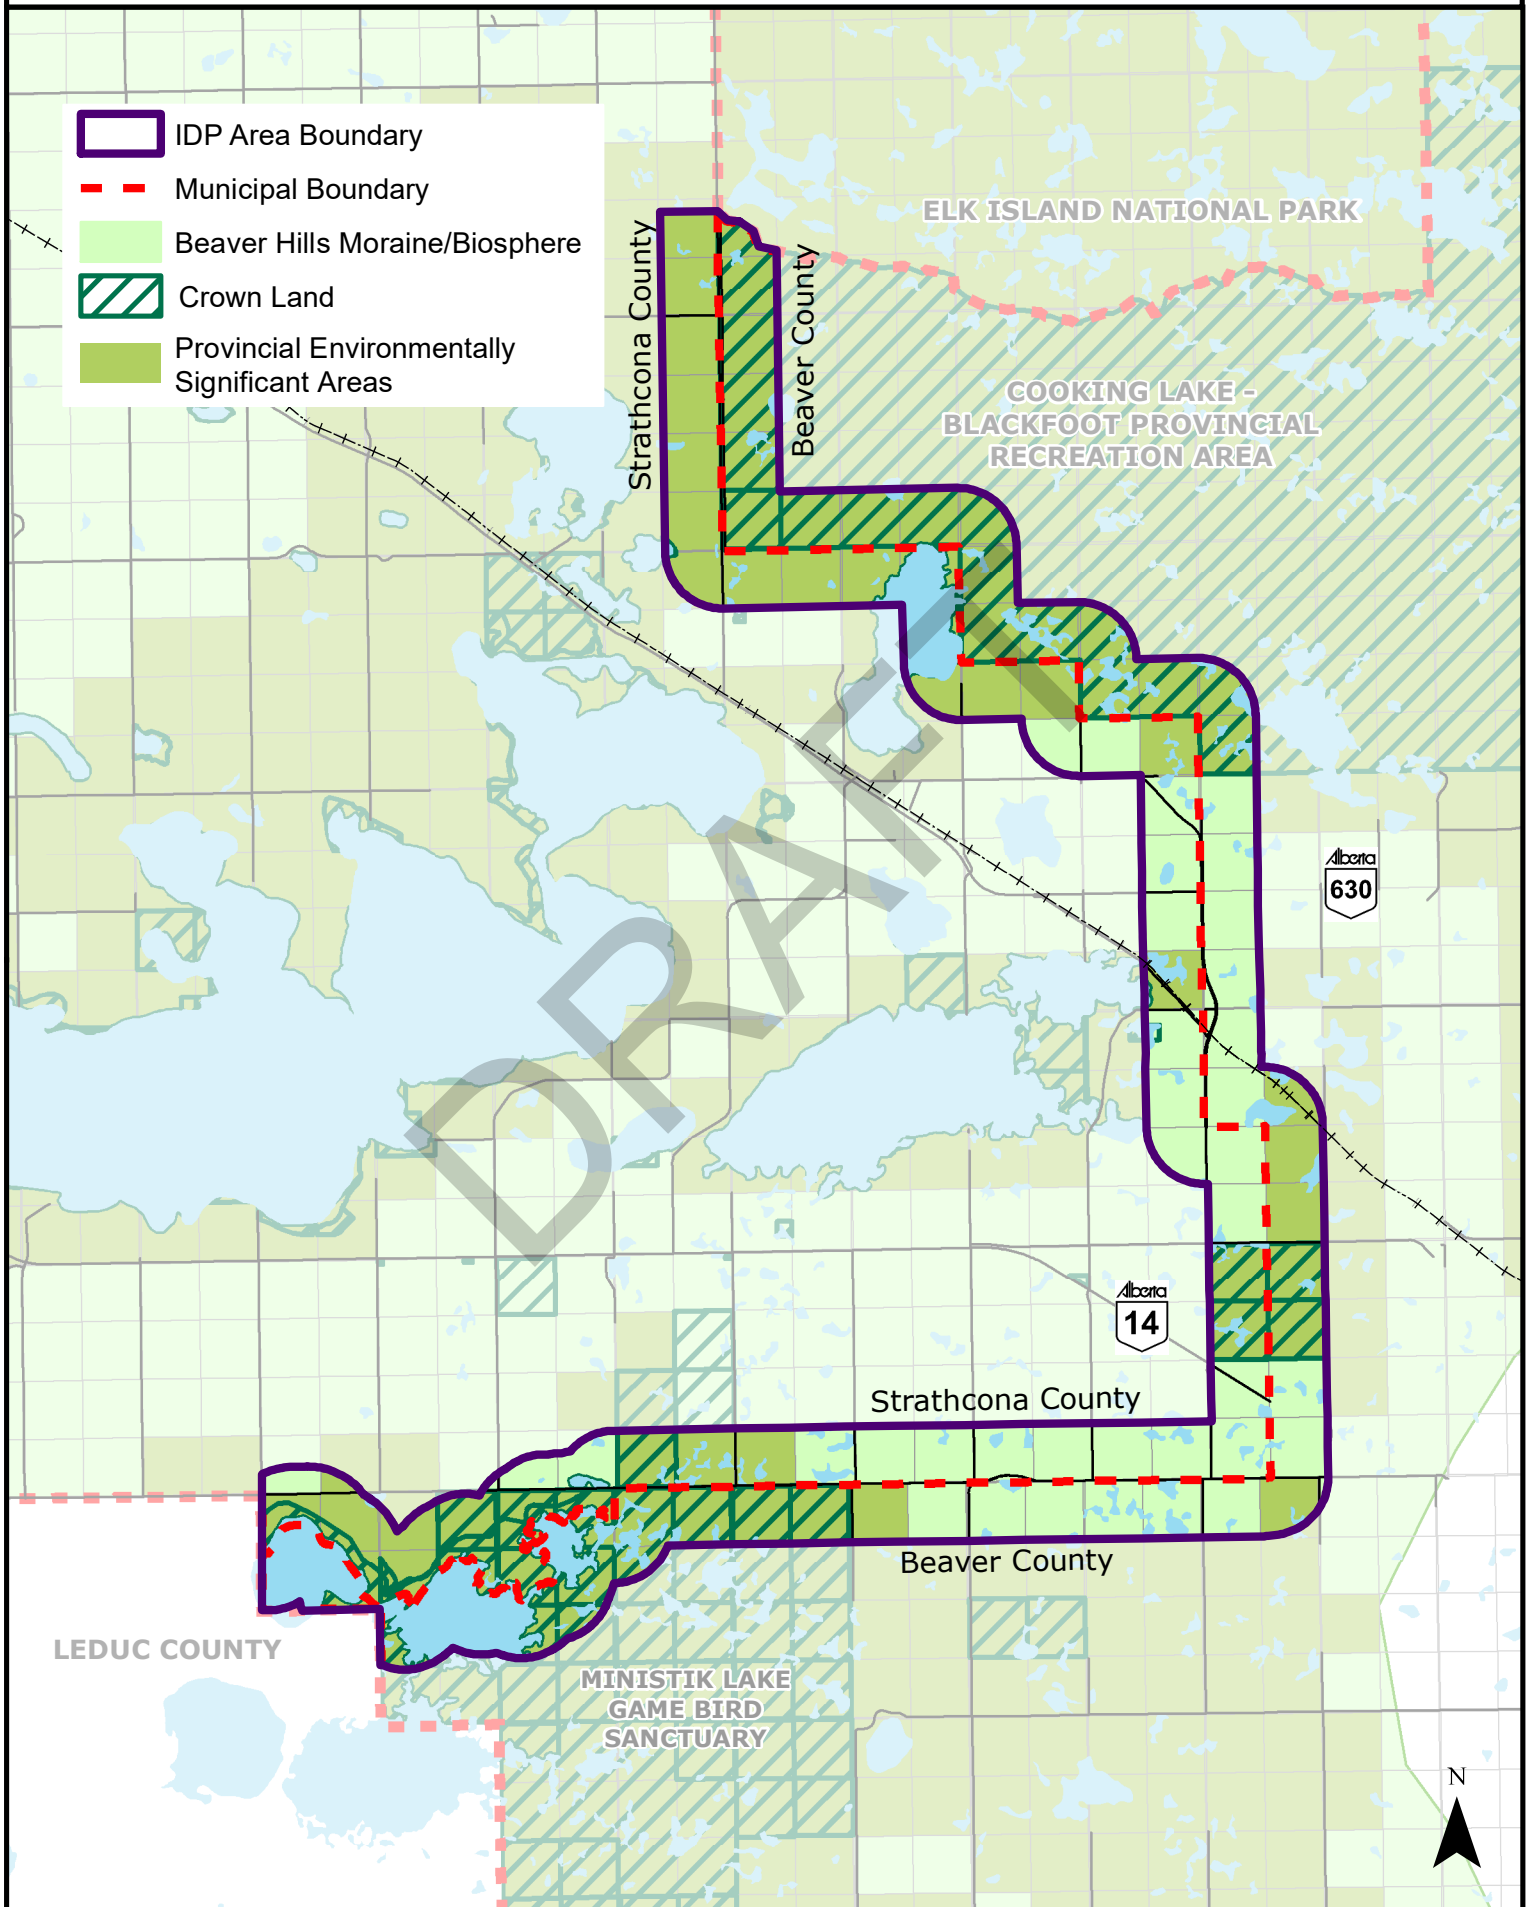 IDP Area Boundary
Municipal Boundary
Beaver Hills Moraine/Biosphere
Crown Land
Provincial Environmentally
Significant Areas
ELK ISLAND NATIONAL PARK
Strathcona County
Beaver County
COOKING LAKE -
BLACKFOOT PROVINCIAL
RECREATION AREA
DRAFT
Alberta
630
Alberta
14
Strathcona County
Beaver County
LEDUC COUNTY
MINISTIK LAKE
GAME BIRD
SANCTUARY
N